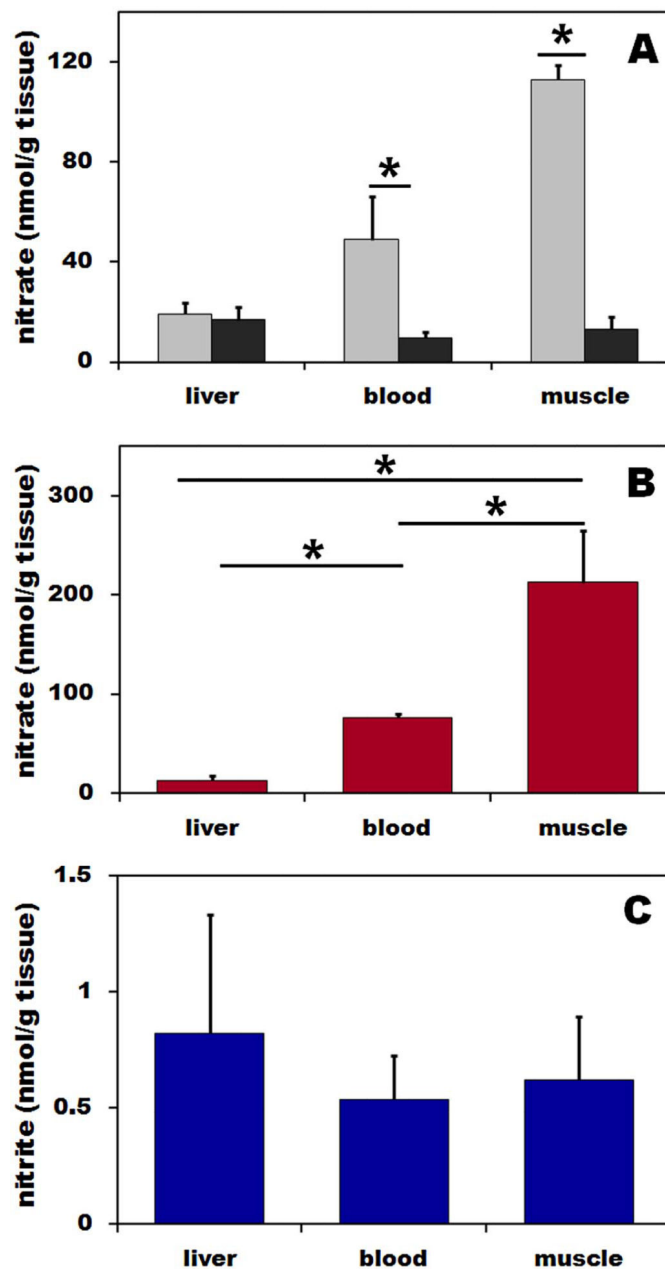 A
nitrate (nmol/g tissue)
120
80
40
0
*
*
liver blood muscle
B
nitrate (nmol/g tissue)
300
200
100
0
*
*
*
liver blood muscle
C
nitrite (nmol/g tissue)
1.5
1
0.5
0
liver blood muscle